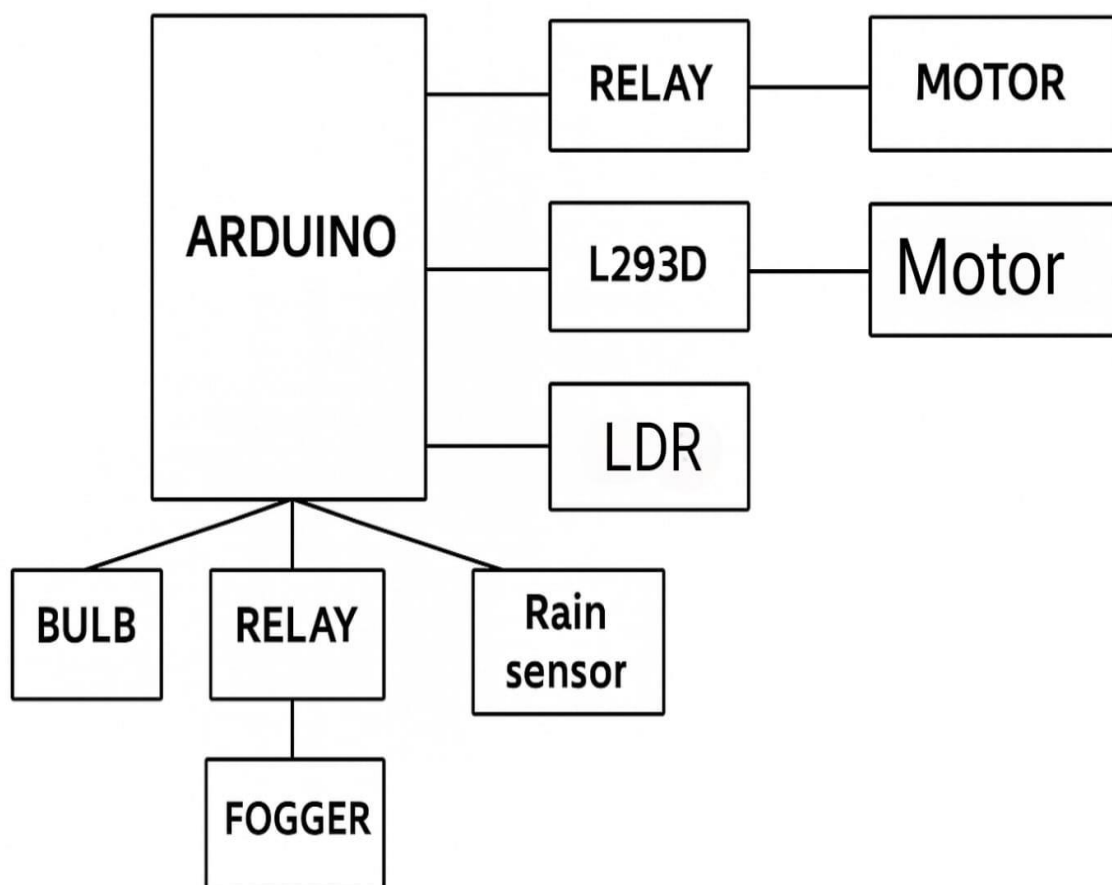 RELAY
MOTOR
ARDUINO
L293D
Motor
LDR
BULB
RELAY
Rain
sensor
FOGGER